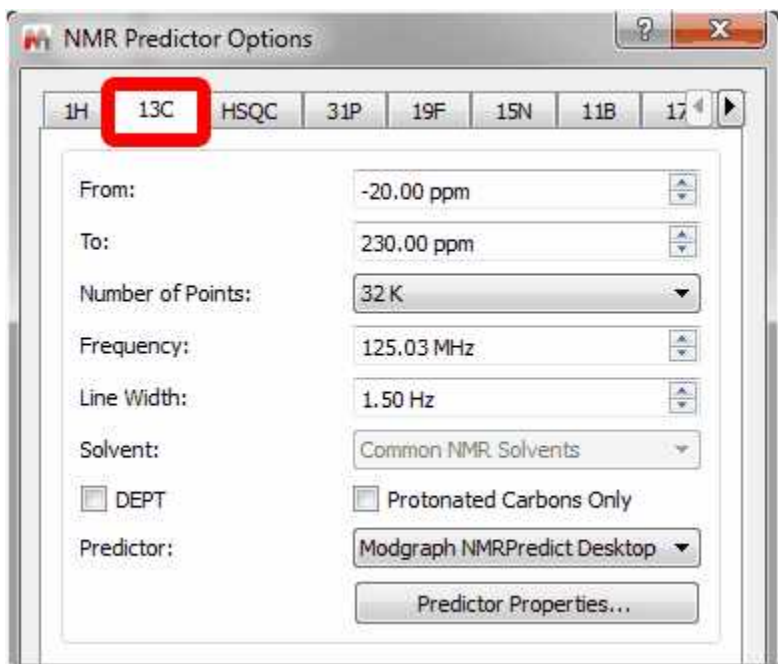 NMR Predictor Options
1H 13C HSQC 31P 19F 15N 11B 17
From: -20.00 ppm
To: 230.00 ppm
Number of Points: 32 K
Frequency: 125.03 MHz
Line Width: 1.50 Hz
Solvent: Common NMR Solvents
DEPT Protonated Carbons Only
Predictor: Modgraph NMRPredict Desktop
Predictor Properties...